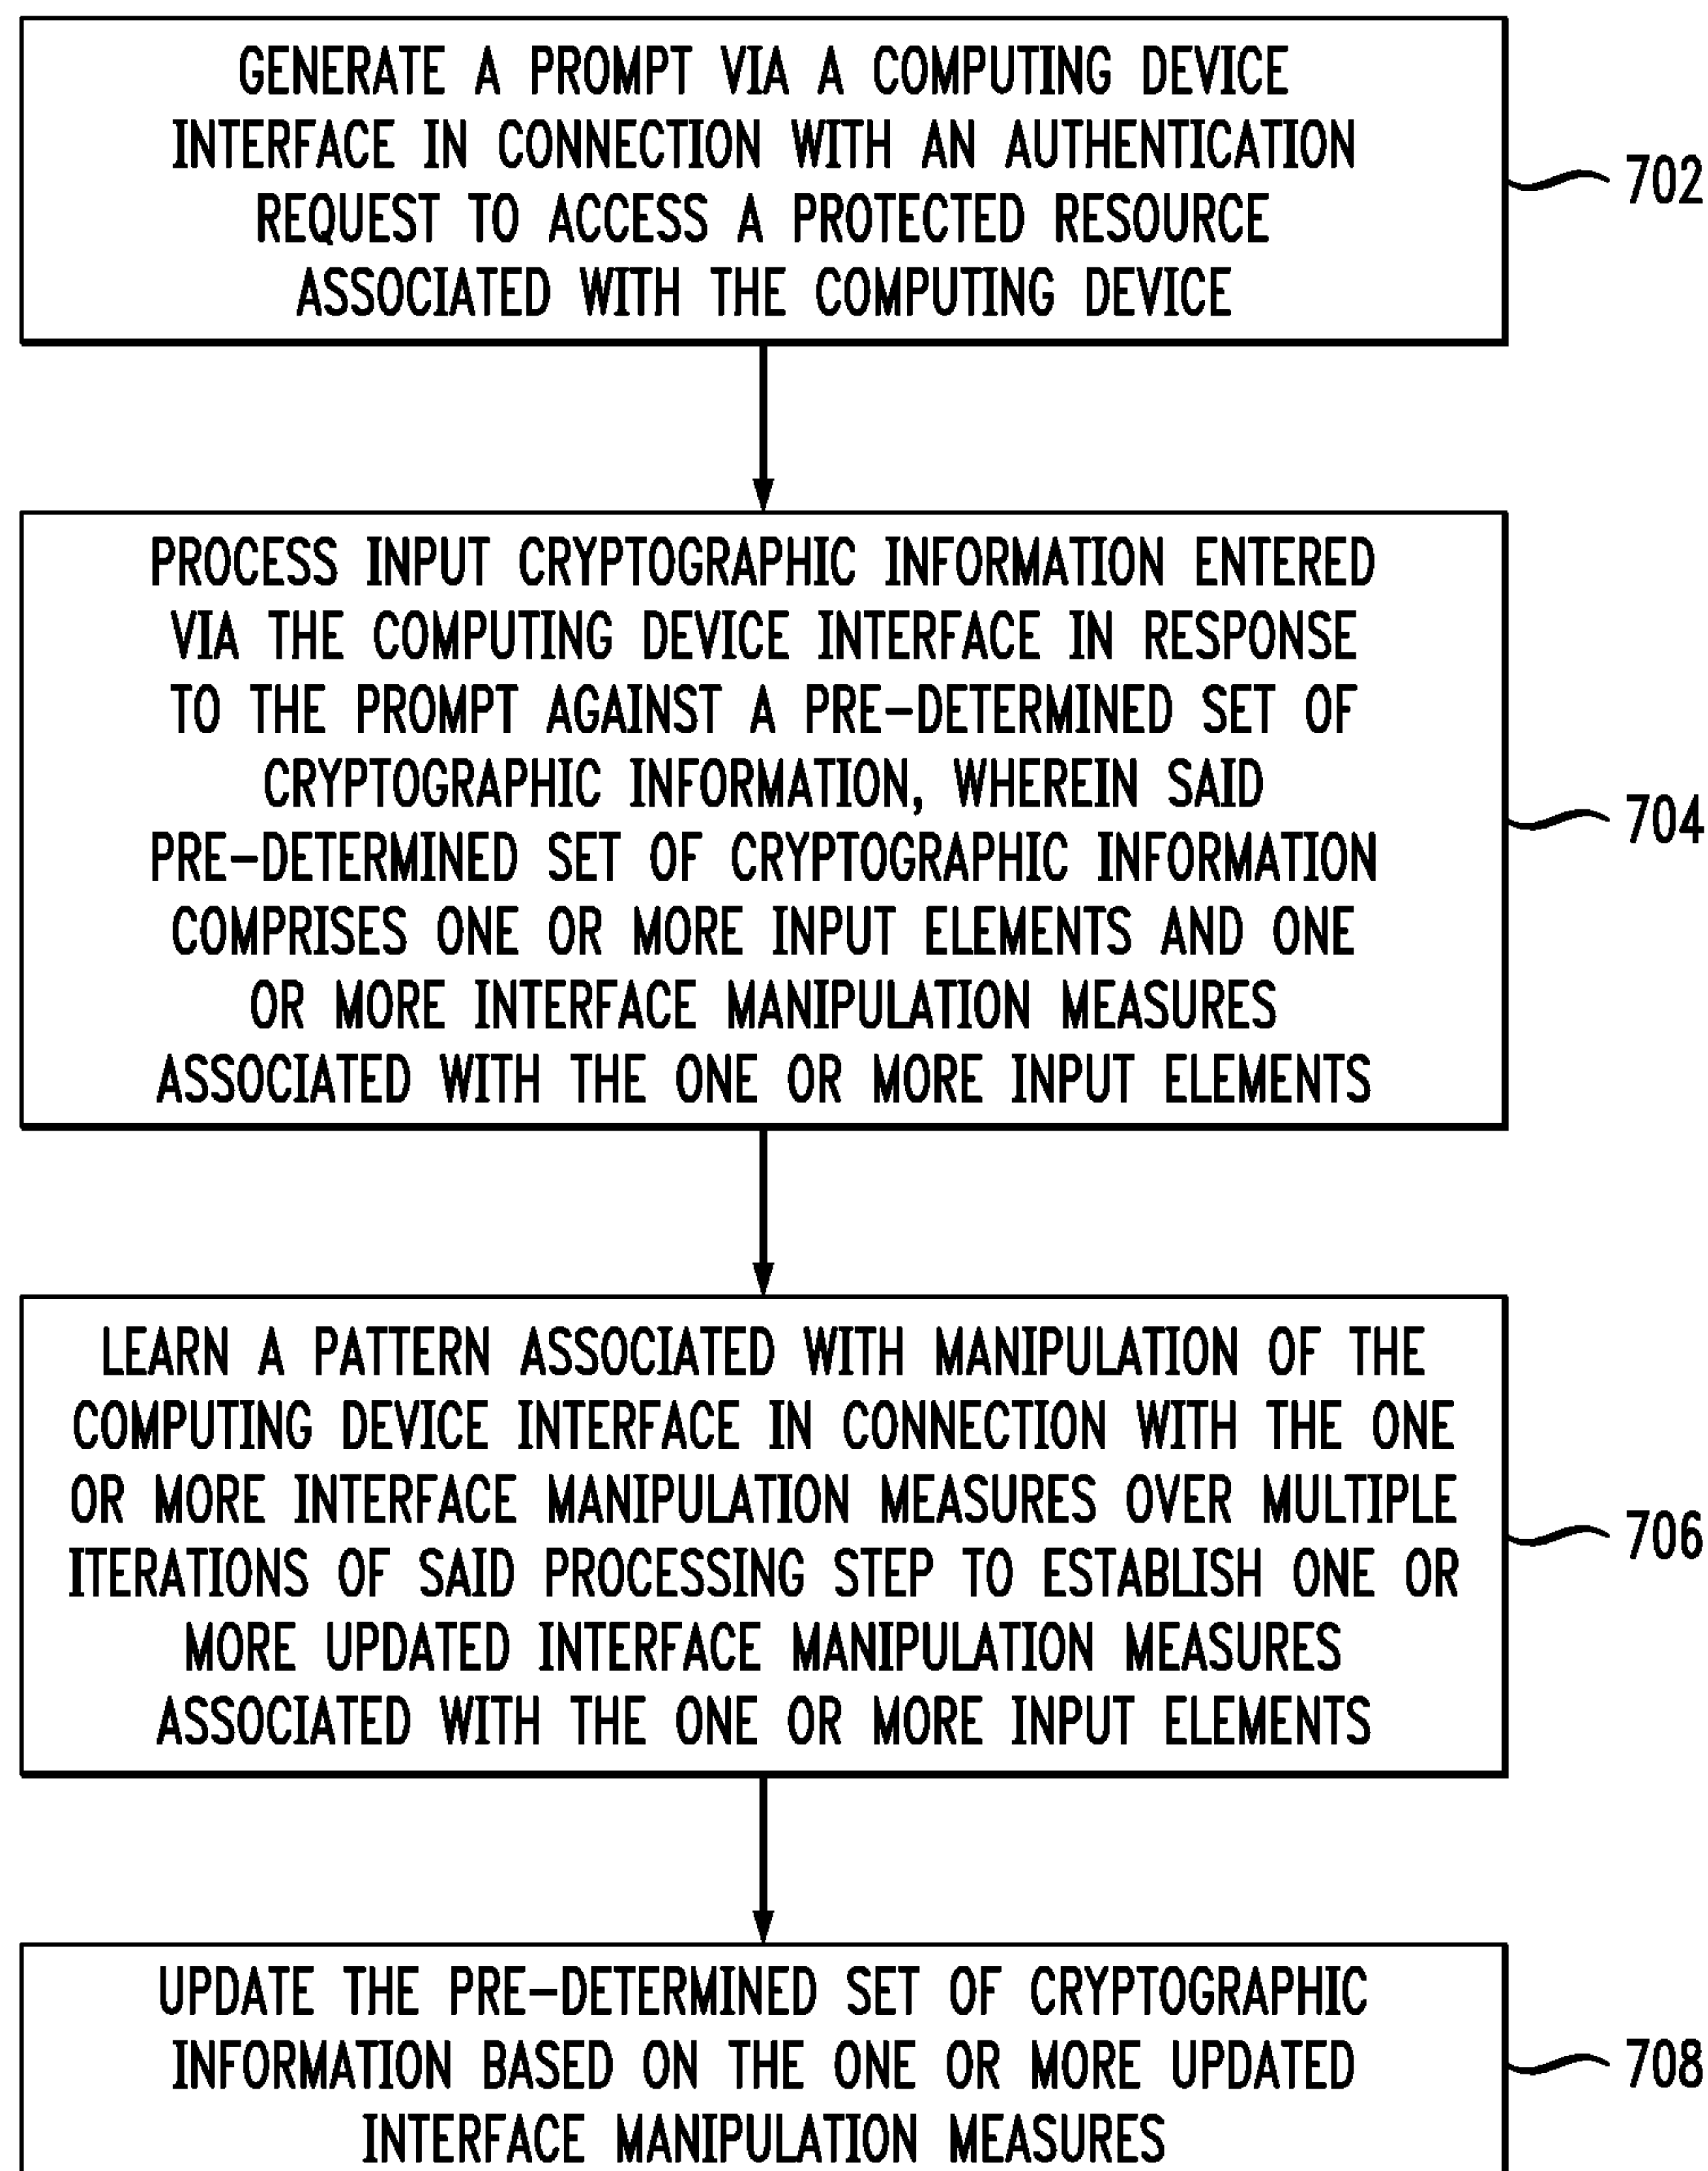 GENERATE A PROMPT VIA A COMPUTING DEVICE
INTERFACE IN CONNECTION WITH AN AUTHENTICATION
REQUEST TO ACCESS A PROTECTED RESOURCE
ASSOCIATED WITH THE COMPUTING DEVICE
702
PROCESS INPUT CRYPTOGRAPHIC INFORMATION ENTERED
VIA THE COMPUTING DEVICE INTERFACE IN RESPONSE
TO THE PROMPT AGAINST A PRE-DETERMINED SET OF
CRYPTOGRAPHIC INFORMATION, WHEREIN SAID
PRE-DETERMINED SET OF CRYPTOGRAPHIC INFORMATION
COMPRISES ONE OR MORE INPUT ELEMENTS AND ONE
OR MORE INTERFACE MANIPULATION MEASURES
ASSOCIATED WITH THE ONE OR MORE INPUT ELEMENTS
704
LEARN A PATTERN ASSOCIATED WITH MANIPULATION OF THE
COMPUTING DEVICE INTERFACE IN CONNECTION WITH THE ONE
OR MORE INTERFACE MANIPULATION MEASURES OVER MULTIPLE
ITERATIONS OF SAID PROCESSING STEP TO ESTABLISH ONE OR
MORE UPDATED INTERFACE MANIPULATION MEASURES
ASSOCIATED WITH THE ONE OR MORE INPUT ELEMENTS
706
UPDATE THE PRE-DETERMINED SET OF CRYPTOGRAPHIC
INFORMATION BASED ON THE ONE OR MORE UPDATED
INTERFACE MANIPULATION MEASURES
708